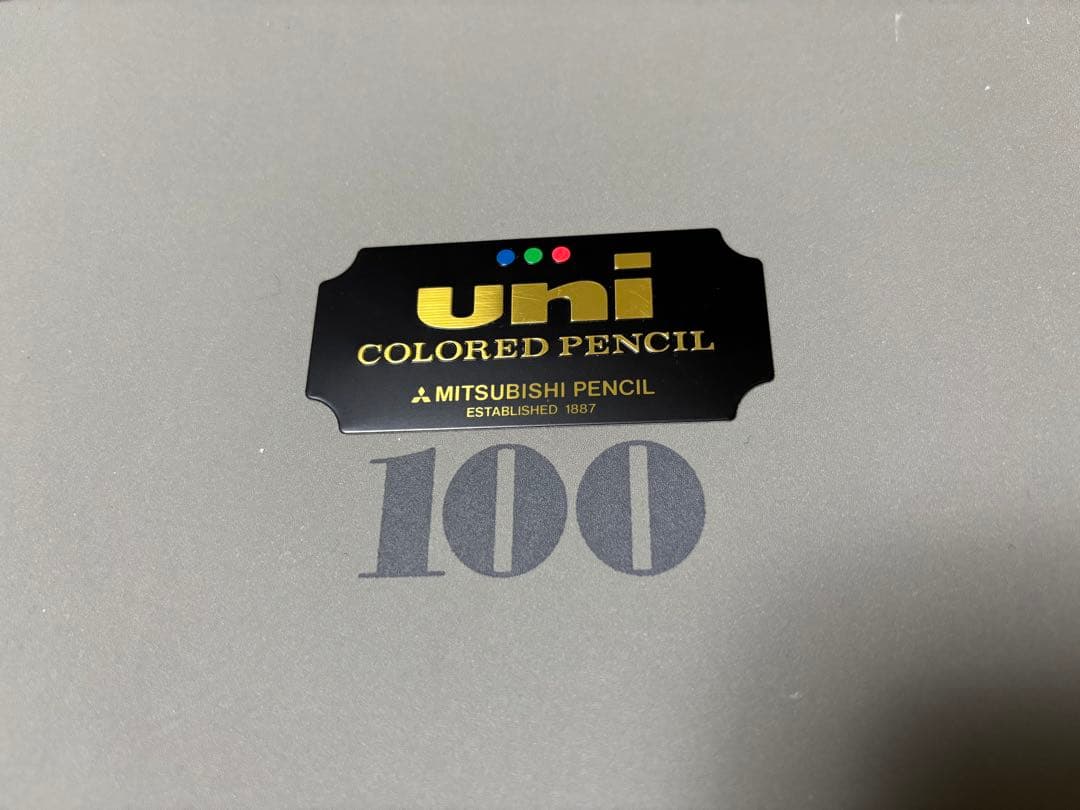 uni
COLORED PENCIL
MITSUBISHI PENCIL
ESTABLISHED 1887
100